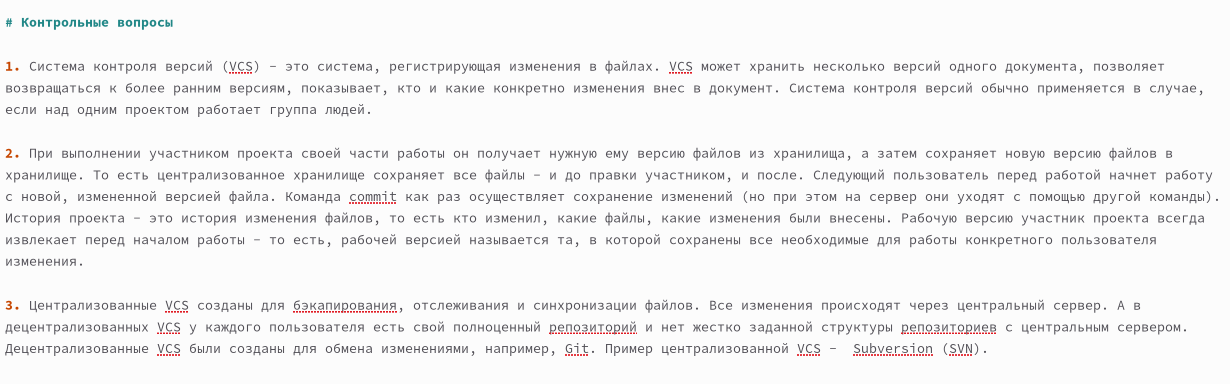 # Контрольные вопросы
1. Система контроля версий (VCS) - это система, регистрирующая изменения в файлах. VCS может хранить несколько версий одного документа, позволяет
возвращаться к более ранним версиям, показывает, кто и какие конкретно изменения внес в документ. Система контроля версий обычно применяется в случае,
если над одним проектом работает группа людей.
2. При выполнении участником проекта своей части работы он получает нужную ему версию файлов из хранилища, а затем сохраняет новую версию файлов в
хранилище. То есть централизованное хранилище сохраняет все файлы - и до правки участником, и после. Следующий пользователь перед работой начнет работу
с новой, измененной версией файла. Команда commit как раз осуществляет сохранение изменений (но при этом на сервер они уходят с помощью другой команды).
История проекта - это история изменения файлов, то есть кто изменил, какие файлы, какие изменения были внесены. Рабочую версию участник проекта всегда
извлекает перед началом работы - то есть, рабочей версией называется та, в которой сохранены все необходимые для работы конкретного пользователя
изменения.
3. Централизованные VCS созданы для бэкапирования, отслеживания и синхронизации файлов. Все изменения происходят через центральный сервер. А в
децентрализованных VCS у каждого пользователя есть свой полноценный репозиторий и нет жестко заданной структуры репозиториев с центральным сервером.
Децентрализованные VCS были созданы для обмена изменениями, например, Git. Пример централизованной VCS -  Subversion (SVN).